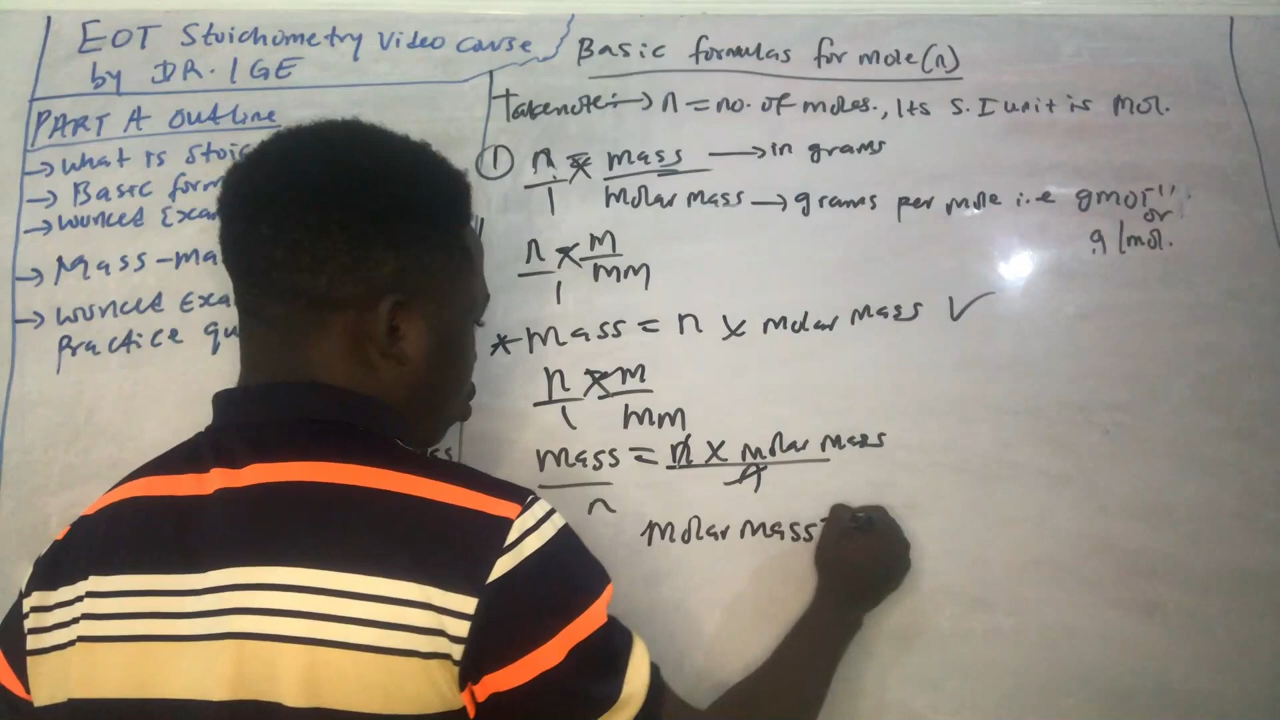 EOT Stoichometry video course
by DR. IGE
PART A outline
→ What is Stoic
→ Basic form
→ Worked Exa
→ Mass-ma
→ Worked Exa
Practice qu
Basic formulas for mole(n)
Take note:→ n = no. of moles., Its S.I unit is mol.
① n/1 = mass/molar mass
→ in grams
→ grams per mole i.e gmol⁻¹
or
g/mol.
n/1 × m/mm
* mass = n × molar mass ✓
n/1 × m/mm
mass/n = n × molar mass/n
molar mass